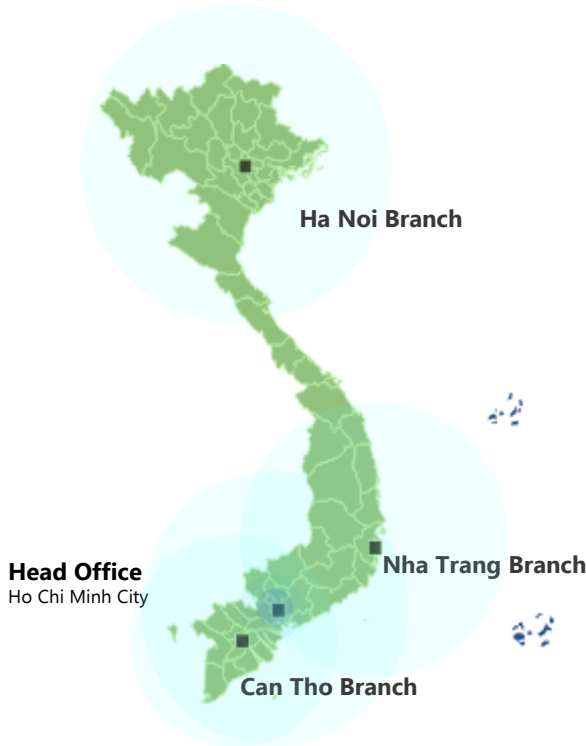 Ha Noi Branch
Nha Trang Branch
Head Office
Ho Chi Minh City
Can Tho Branch